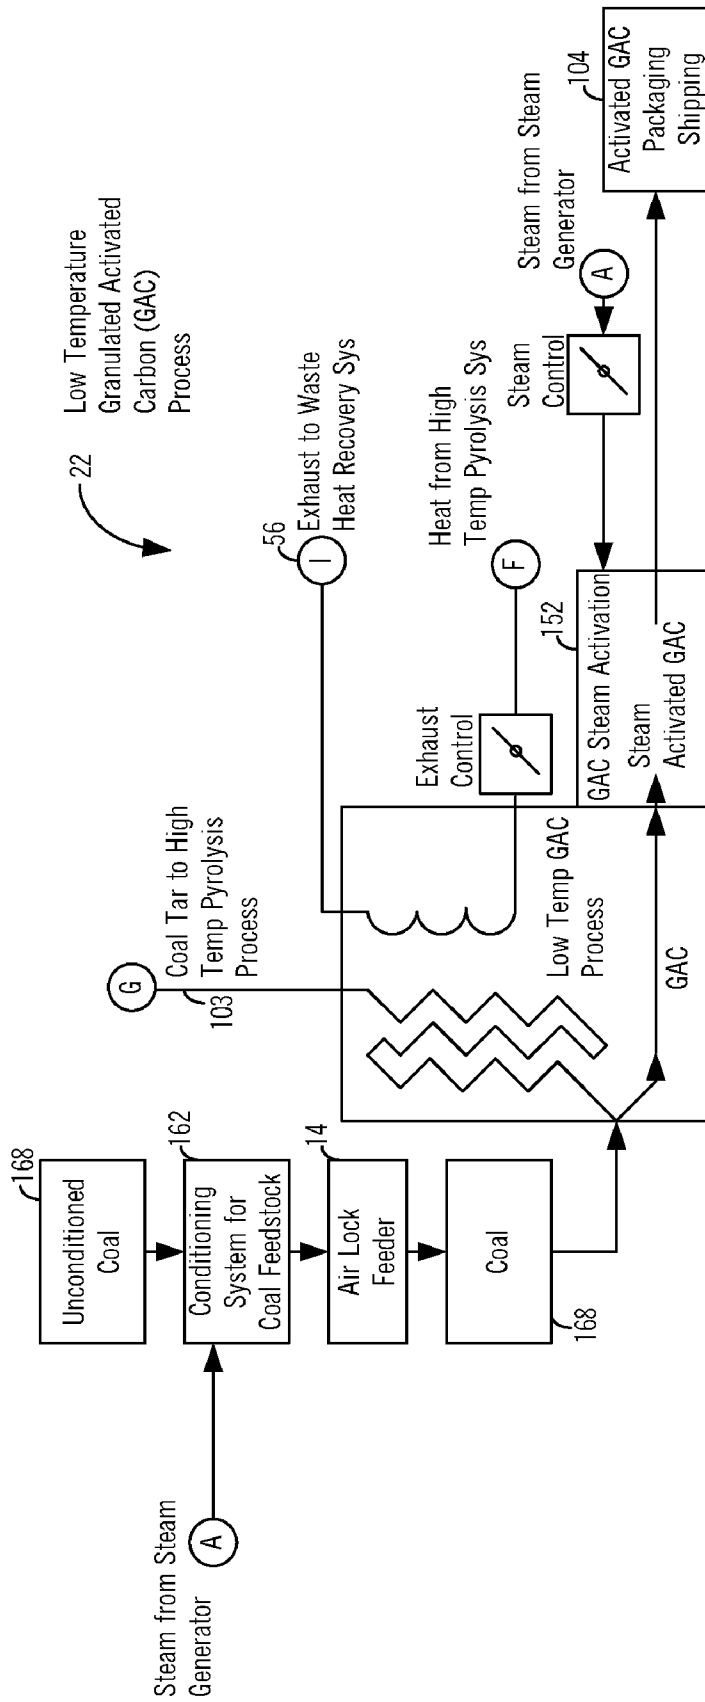 Low Temperature
Granulated Activated
Carbon (GAC)
Process
22
168
Unconditioned
Coal
162
Conditioning
System for
Coal Feedstock
14
Air Lock
Feeder
Coal
168
Steam from Steam
Generator
A
G
Coal Tar to High
Temp Pyrolysis
Process
103
56
I
Exhaust to Waste
Heat Recovery Sys
Heat from High
Temp Pyrolysis Sys
F
Exhaust
Control
Low Temp GAC
Process
GAC
152
GAC Steam Activation
Steam
Activated GAC
Steam from Steam
Generator
A
Steam
Control
104
Activated GAC
Packaging
Shipping